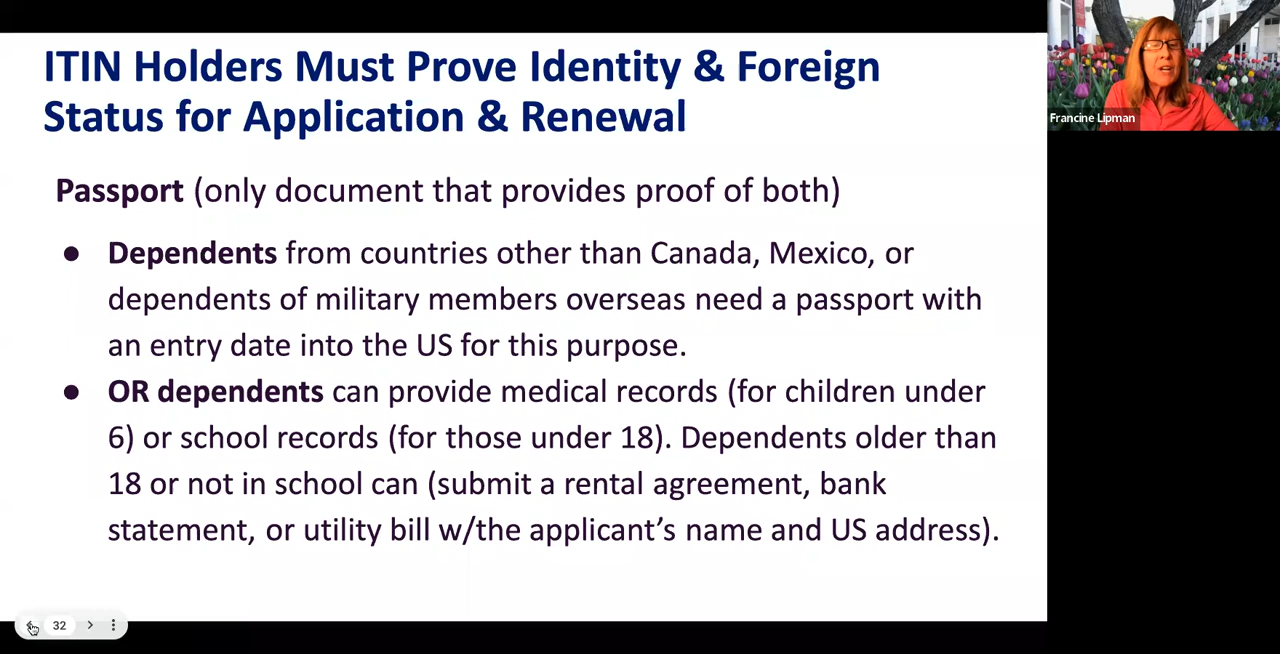 ITIN Holders Must Prove Identity & Foreign
Status for Application & Renewal
Passport (only document that provides proof of both)
● Dependents from countries other than Canada, Mexico, or
dependents of military members overseas need a passport with
an entry date into the US for this purpose.
● OR dependents can provide medical records (for children under
6) or school records (for those under 18). Dependents older than
18 or not in school can (submit a rental agreement, bank
statement, or utility bill w/the applicant’s name and US address).
Francine Lipman
32